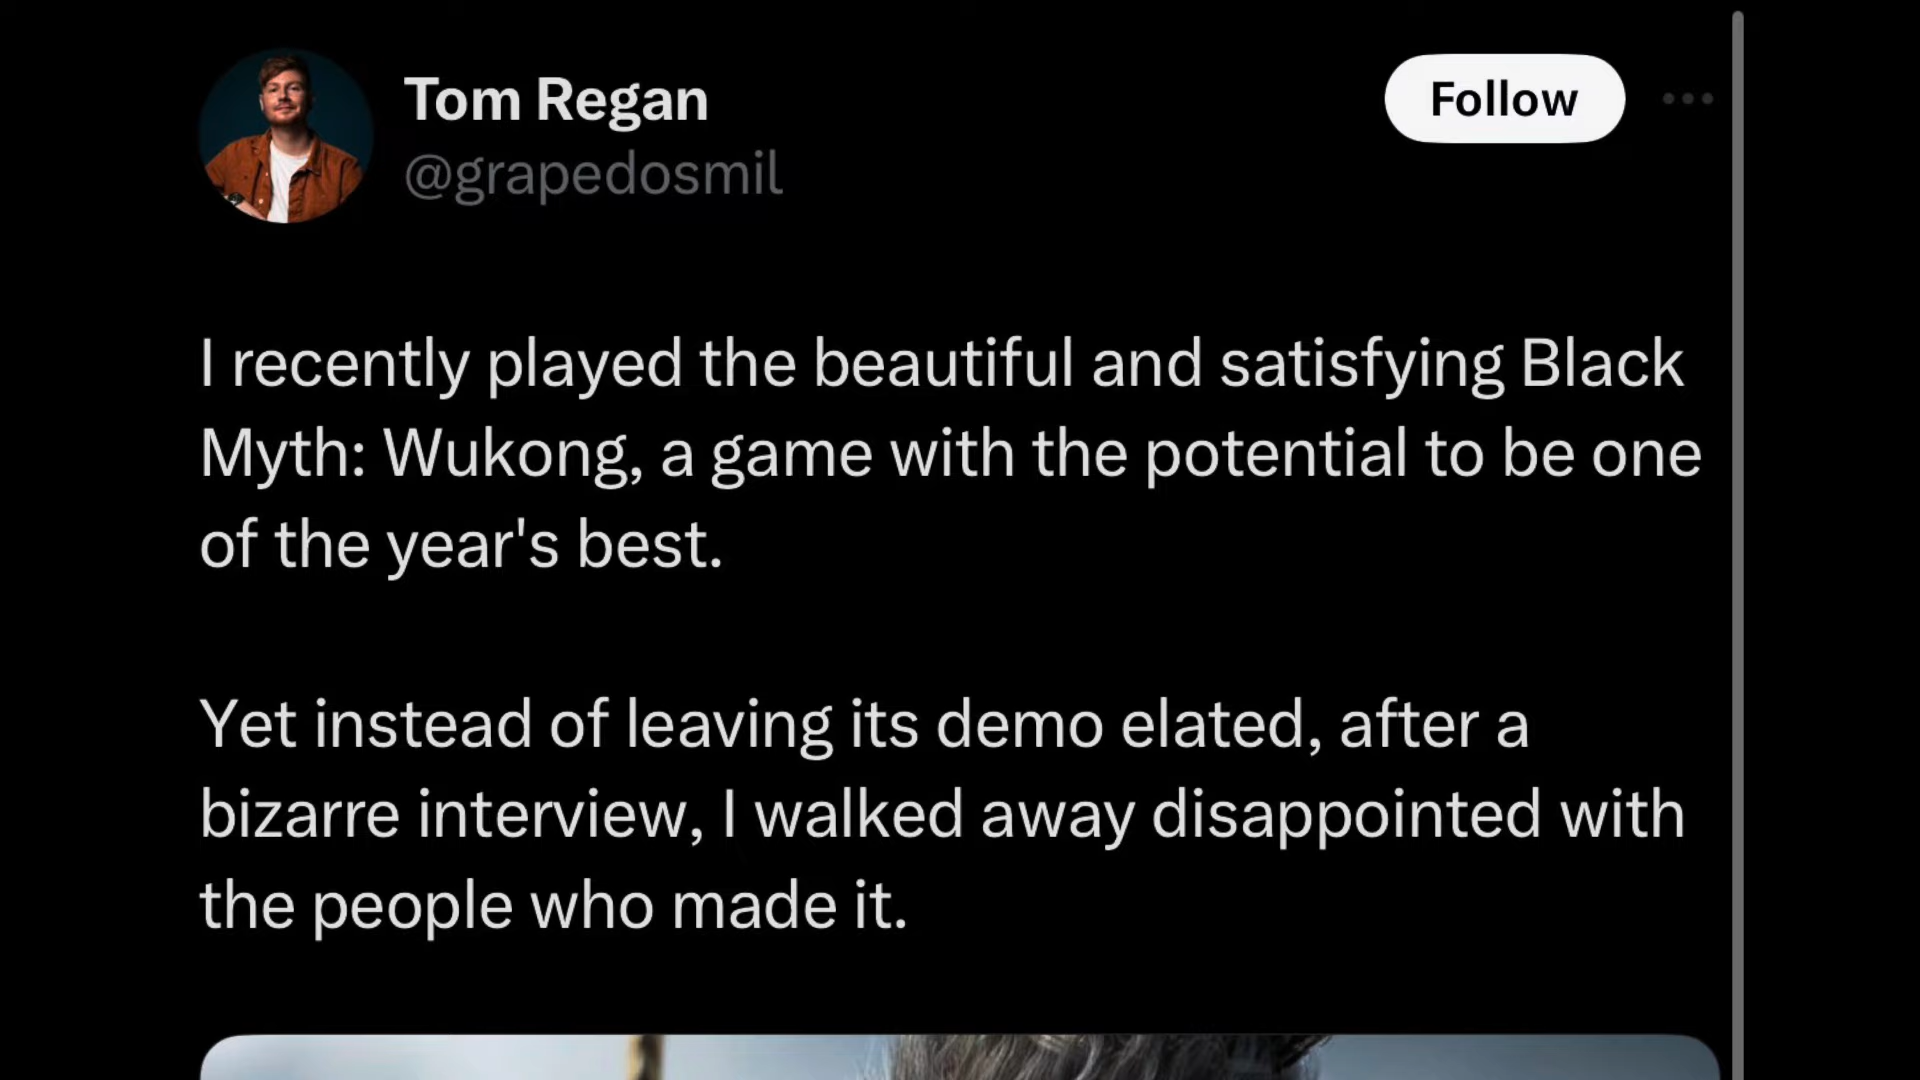 Tom Regan
Follow
@grapedosmil
I recently played the beautiful and satisfying Black
Myth: Wukong, a game with the potential to be one
of the year's best.
Yet instead of leaving its demo elated, after a
bizarre interview, I walked away disappointed with
the people who made it.